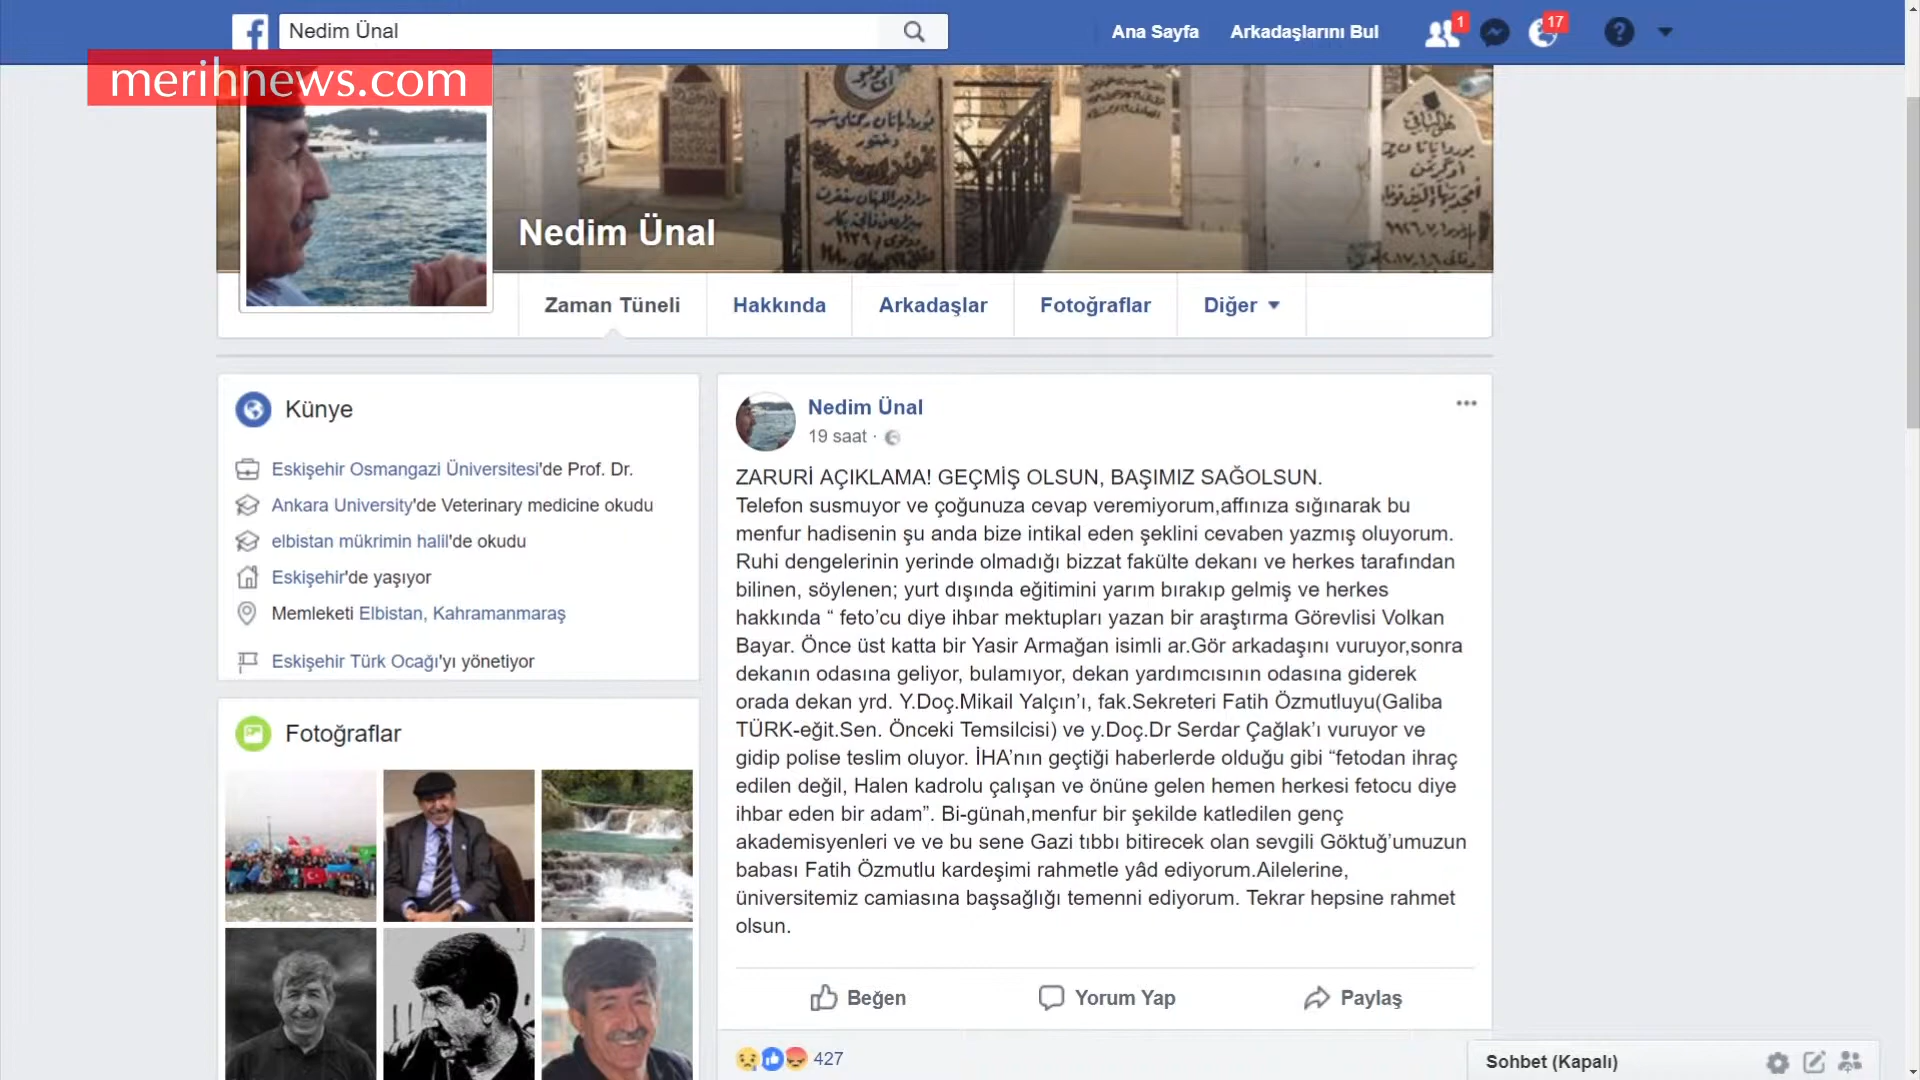 Nedim Ünal
Ana Sayfa
Arkadaşlarını Bul
1
17
merihnews.com
Nedim Ünal
Zaman Tüneli
Hakkında
Arkadaşlar
Fotoğraflar
Diğer
Künye
Eskişehir Osmangazi Üniversitesi'de Prof. Dr.
Ankara University'de Veterinary medicine okudu
elbistan mükrimin halil'de okudu
Eskişehir'de yaşıyor
Memleketi Elbistan, Kahramanmaraş
Eskişehir Türk Ocağı'yı yönetiyor
Fotoğraflar
Nedim Ünal
19 saat ·
ZARURİ AÇIKLAMA! GEÇMİŞ OLSUN, BAŞIMIZ SAĞOLSUN.
Telefon susmuyor ve çoğunuza cevap veremiyorum,affınıza sığınarak bu
menfur hadisenin şu anda bize intikal eden şeklini cevaben yazmış oluyorum.
Ruhi dengelerinin yerinde olmadığı bizzat fakülte dekanı ve herkes tarafından
bilinen, söylenen; yurt dışında eğitimini yarım bırakıp gelmiş ve herkes
hakkında “ feto’cu diye ihbar mektupları yazan bir araştırma Görevlisi Volkan
Bayar. Önce üst katta bir Yasir Armağan isimli ar.Gör arkadaşını vuruyor,sonra
dekanın odasına geliyor, bulamıyor, dekan yardımcısının odasına giderek
orada dekan yrd. Y.Doç.Mikail Yalçın’ı, fak.Sekreteri Fatih Özmutluyu(Galiba
TÜRK-eğit.Sen. Önceki Temsilcisi) ve y.Doç.Dr Serdar Çağlak’ı vuruyor ve
gidip polise teslim oluyor. İHA’nın geçtiği haberlerde olduğu gibi “fetodan ihraç
edilen değil, Halen kadrolu çalışan ve önüne gelen hemen herkesi fetocu diye
ihbar eden bir adam”. Bi-günah,menfur bir şekilde katledilen genç
akademisyenleri ve ve bu sene Gazi tıbbı bitirecek olan sevgili Göktuğ’umuzun
babası Fatih Özmutlu kardeşimi rahmetle yâd ediyorum.Ailelerine,
üniversitemiz camiasına başsağlığı temenni ediyorum. Tekrar hepsine rahmet
olsun.
Beğen
Yorum Yap
Paylaş
427
Sohbet (Kapalı)